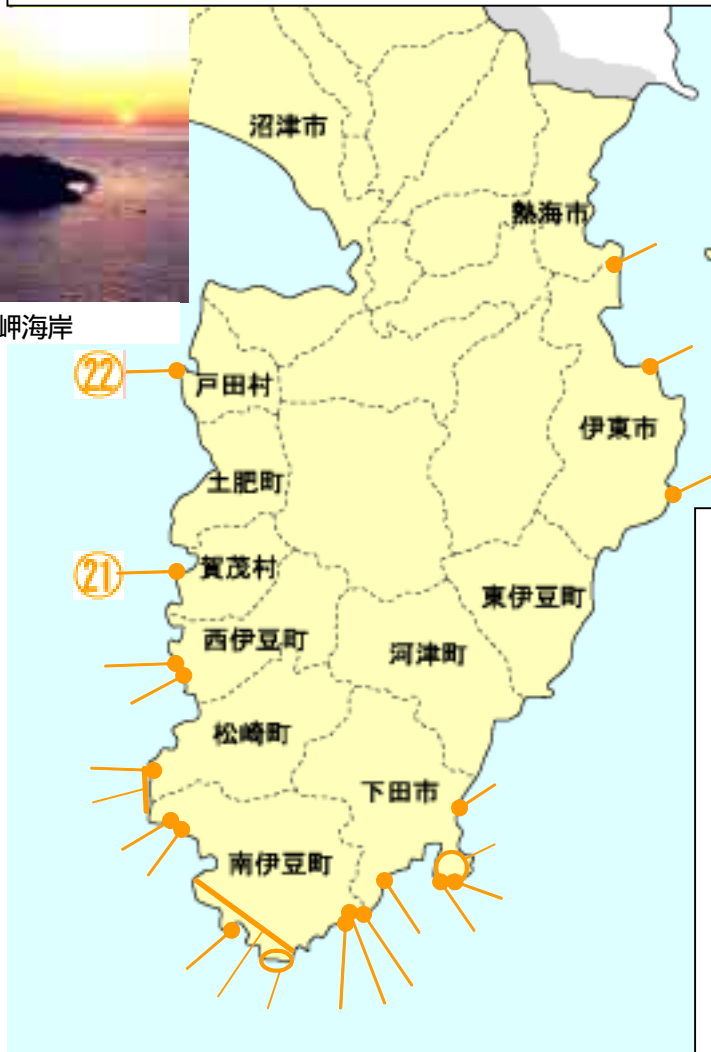 沼津市
熱海市
岬海岸
㉒
戸田村
伊東市
土肥町
㉑
賀茂村
東伊豆町
西伊豆町
河津町
松崎町
下田市
南伊豆町